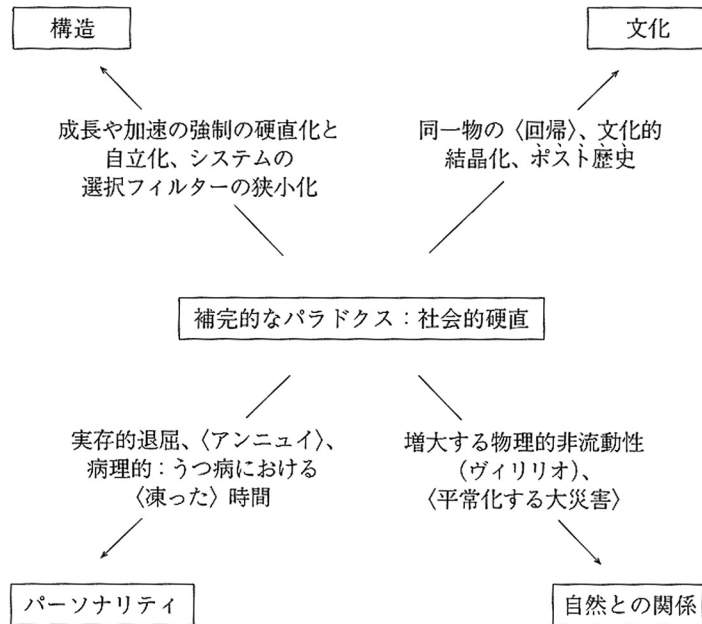 構造
文化
成長や加速の強制の硬直化と
自立化、システムの
選択フィルターの狭小化
同一物の〈回帰〉、文化的
結晶化、ポスト歴史
補完的なパラドクス：社会的硬直
実存的退屈、〈アンニュイ〉、
病理的：うつ病における
〈凍った〉時間
増大する物理的非流動性
（ヴィリリオ）、
〈平常化する大災害〉
パーソナリティ
自然との関係